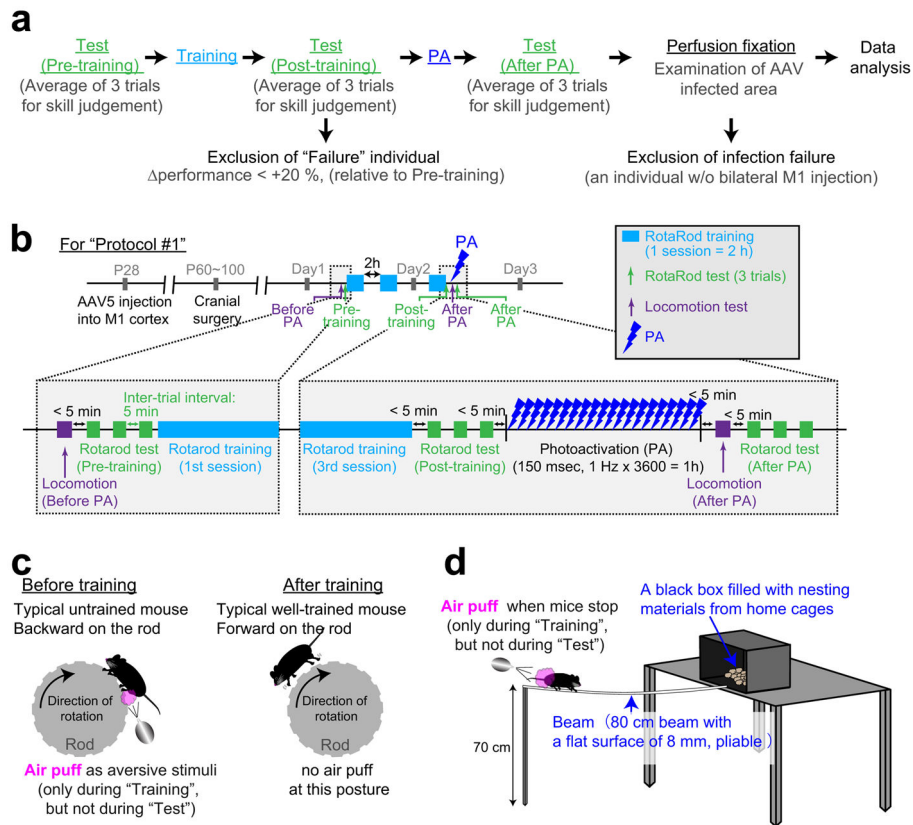 a
Test
(Pre-training)
(Average of 3 trials
for skill judgement)
Training
Test
(Post-training)
(Average of 3 trials
for skill judgement)
PA
Test
(After PA)
(Average of 3 trials
for skill judgement)
Perfusion fixation
Examination of AAV
infected area
Data
analysis
Exclusion of “Failure” individual
Δperformance < +20 %, (relative to Pre-training)
Exclusion of infection failure
(an individual w/o bilateral M1 injection)
b
For “Protocol #1”
P28
AAV5 injection
into M1 cortex
P60~100
Cranial
surgery
Day1
2h
Day2
PA
Day3
Before
PA
Pre-
training
Post-
training
After
PA
After
PA
RotaRod training
(1 session = 2 h)
RotaRod test (3 trials)
Locomotion test
PA
< 5 min
Inter-trial interval:
5 min
Rotarod test
(Pre-training)
Rotarod training
(1st session)
Locomotion
(Before PA)
Rotarod training
(3rd session)
< 5 min
< 5 min
Rotarod test
(Post-training)
Photoactivation (PA)
(150 msec, 1 Hz x 3600 = 1h)
< 5 min
< 5 min
Locomotion
(After PA)
Rotarod test
(After PA)
c
Before training
Typical untrained mouse
Backward on the rod
Direction of
rotation
Rod
Air puff as aversive stimuli
(only during “Training”,
but not during “Test”)
After training
Typical well-trained mouse
Forward on the rod
Direction of
rotation
Rod
no air puff
at this posture
d
Air puff when mice stop
(only during “Training”,
but not during “Test”)
A black box filled with nesting
materials from home cages
Beam (80 cm beam with
a flat surface of 8 mm, pliable )
70 cm